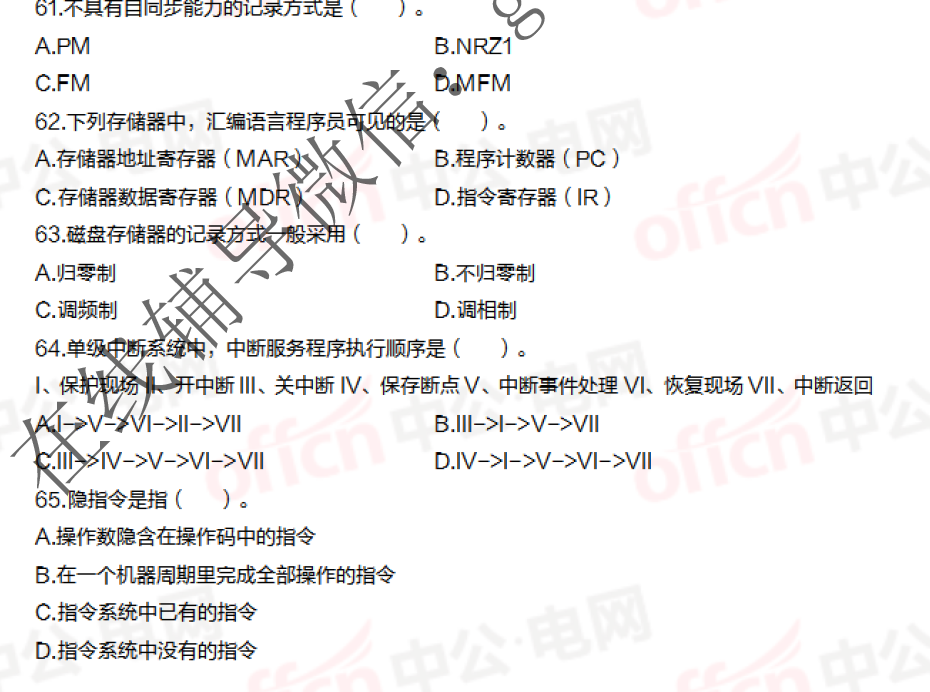 61.不具有自同步能力的记录方式是（　　）。
A.PM　　B.NRZ1
C.FM　　D.MFM
62.下列存储器中，汇编语言程序员可见的是（　　）。
A.存储器地址寄存器（MAR）　　B.程序计数器（PC）
C.存储器数据寄存器（MDR）　　D.指令寄存器（IR）
63.磁盘存储器的记录方式一般采用（　　）。
A.归零制　　B.不归零制
C.调频制　　D.调相制
64.单级中断系统中，中断服务程序执行顺序是（　　）。
I、保护现场 II、开中断 III、关中断 IV、保存断点 V、中断事件处理 VI、恢复现场 VII、中断返回
A.I->V->VI->II->VII　　B.III->I->V->VII
C.III->IV->V->VI->VII　　D.IV->I->V->VI->VII
65.隐指令是指（　　）。
A.操作数隐含在操作码中的指令
B.在一个机器周期里完成全部操作的指令
C.指令系统中已有的指令
D.指令系统中没有的指令
在线辅导微信：g
offcn 中公·电网